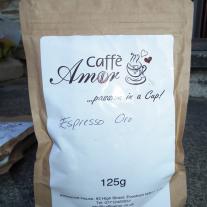 Caffè
Amor
...passion in a Cup!
Espresso Oro
125g